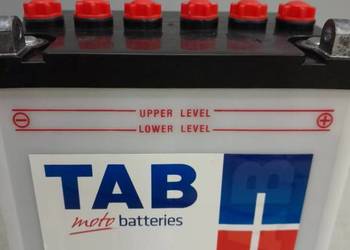 UPPER LEVEL
LOWER LEVEL
TAB
moto batteries